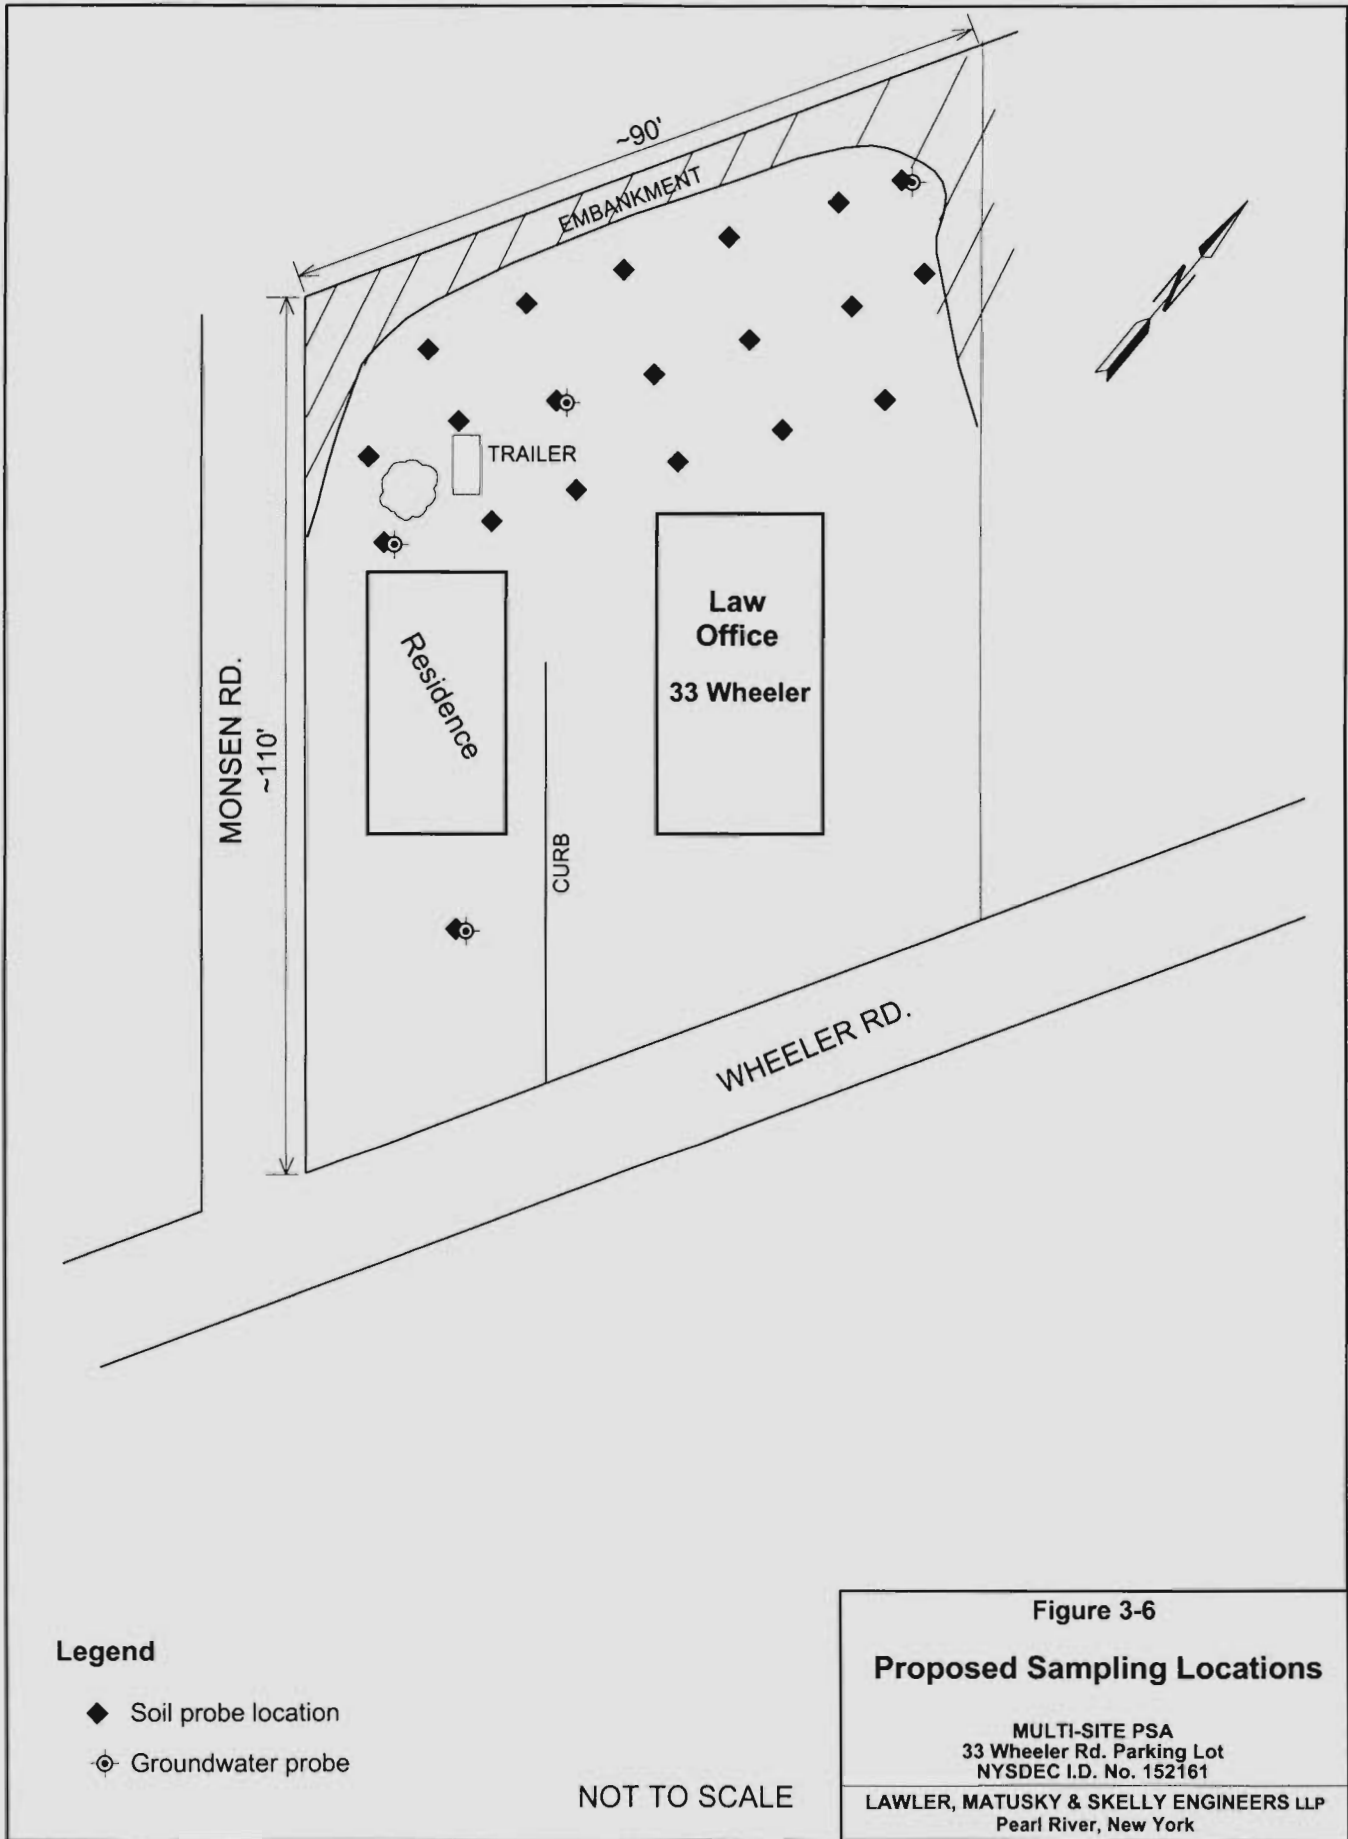 ~90'
EMBANKMENT
N
TRAILER
Residence
Law
Office
33 Wheeler
MONSEN RD.
~110'
CURB
WHEELER RD.
Legend
Soil probe location
Groundwater probe
NOT TO SCALE
Figure 3-6
Proposed Sampling Locations
MULTI-SITE PSA
33 Wheeler Rd. Parking Lot
NYSDEC I.D. No. 152161
LAWLER, MATUSKY & SKELLY ENGINEERS LLP
Pearl River, New York